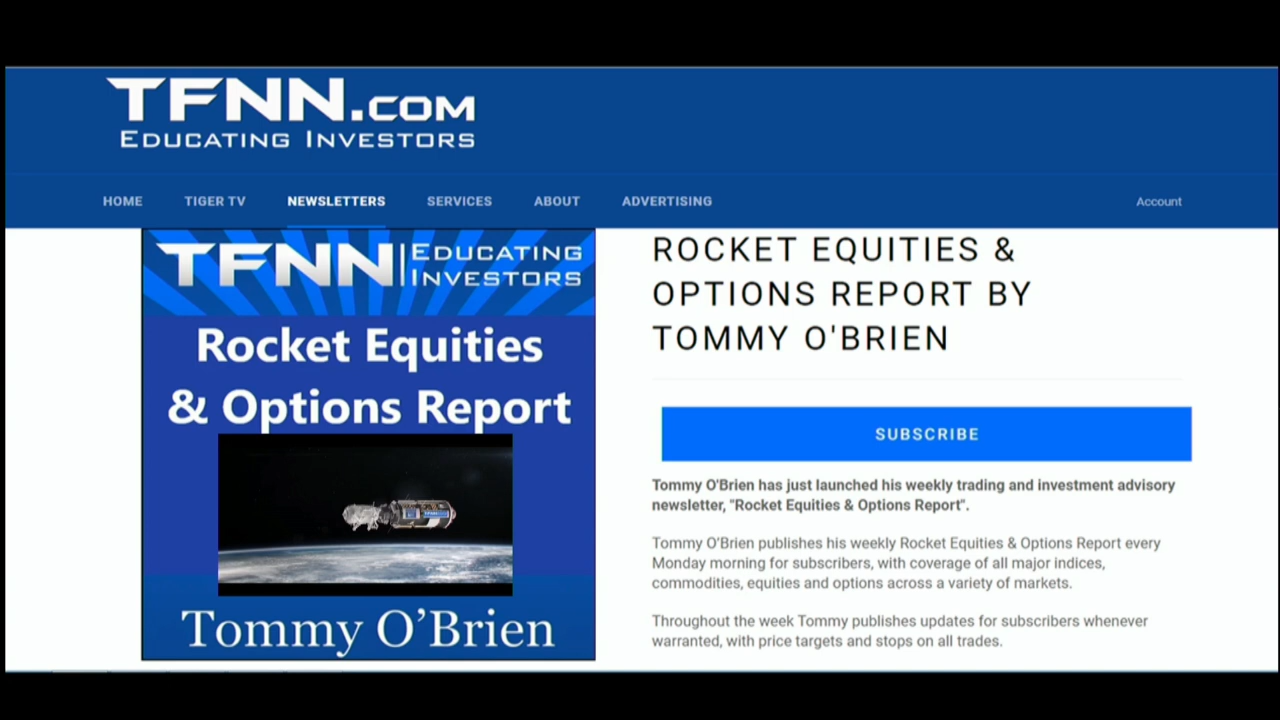 TFNN.COM
EDUCATING INVESTORS
HOME TIGER TV NEWSLETTERS SERVICES ABOUT ADVERTISING Account
TFNN | EDUCATING
INVESTORS
Rocket Equities
& Options Report
Tommy O'Brien
ROCKET EQUITIES &
OPTIONS REPORT BY
TOMMY O'BRIEN
SUBSCRIBE
Tommy O'Brien has just launched his weekly trading and investment advisory
newsletter, "Rocket Equities & Options Report".
Tommy O'Brien publishes his weekly Rocket Equities & Options Report every
Monday morning for subscribers, with coverage of all major indices,
commodities, equities and options across a variety of markets.
Throughout the week Tommy publishes updates for subscribers whenever
warranted, with price targets and stops on all trades.